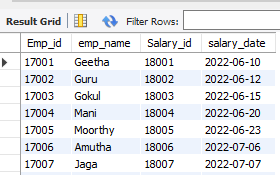 Result Grid Filter Rows:
Emp_id emp_name Salary_id salary_date
17001 Geetha 18001 2022-06-10
17002 Guru 18002 2022-06-12
17003 Gokul 18003 2022-06-15
17004 Mani 18004 2022-06-20
17005 Moorthy 18005 2022-06-23
17006 Amutha 18006 2022-07-06
17007 Jaga 18007 2022-07-07